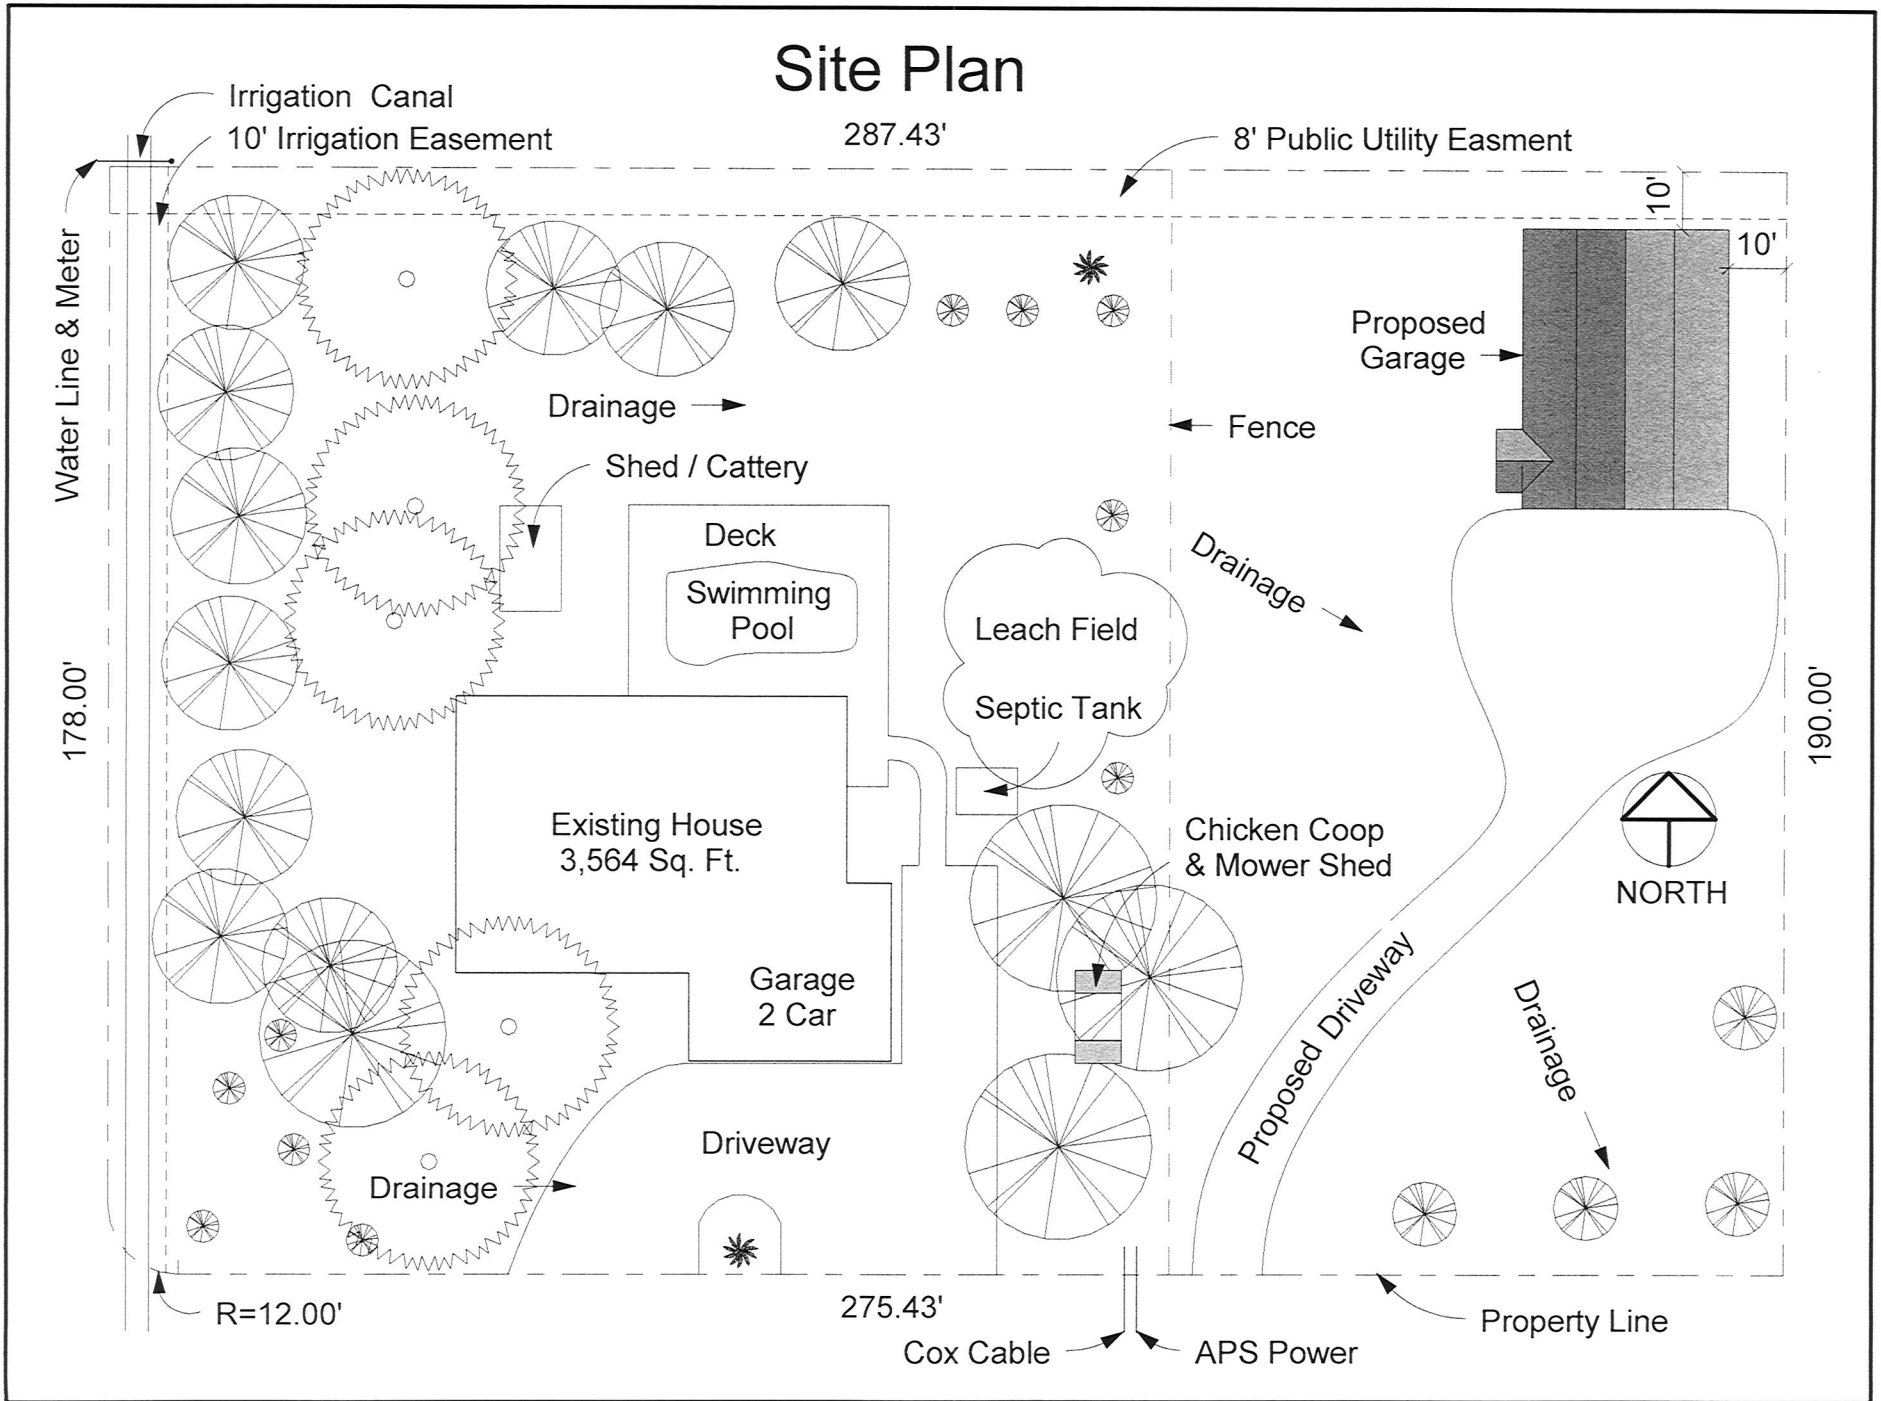 Site Plan
Irrigation Canal
10' Irrigation Easement
287.43'
8' Public Utility Easment
10'
10'
Water Line & Meter
Proposed
Garage
Drainage
Fence
Shed / Cattery
Deck
Swimming
Pool
Drainage
Leach Field
Septic Tank
178.00'
190.00'
Existing House
3,564 Sq. Ft.
Chicken Coop
& Mower Shed
NORTH
Garage
2 Car
Proposed Driveway
Drainage
Driveway
Drainage
R=12.00'
275.43'
Property Line
Cox Cable
APS Power